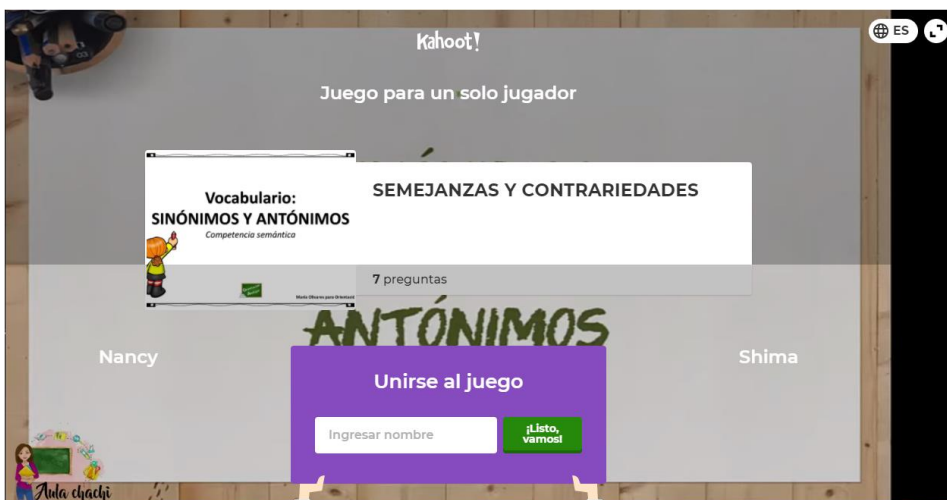 Kahoot!
ES
Juego para un solo jugador
Vocabulario:
SINÓNIMOS Y ANTÓNIMOS
Competencia semántica
SEMEJANZAS Y CONTRARIEDADES
7 preguntas
ANTÓNIMOS
Nancy
Shima
Unirse al juego
Ingresar nombre
¡Listo,
vamos!
Aula chachi